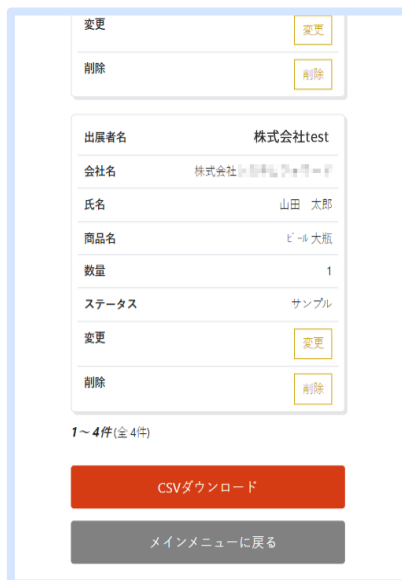 変更 変更
削除 削除
出展者名 株式会社test
会社名 株式会社
氏名 山田 太郎
商品名 ビール大瓶
数量 1
ステータス サンプル
変更 変更
削除 削除
1～4件(全4件)
CSVダウンロード
メインメニューに戻る